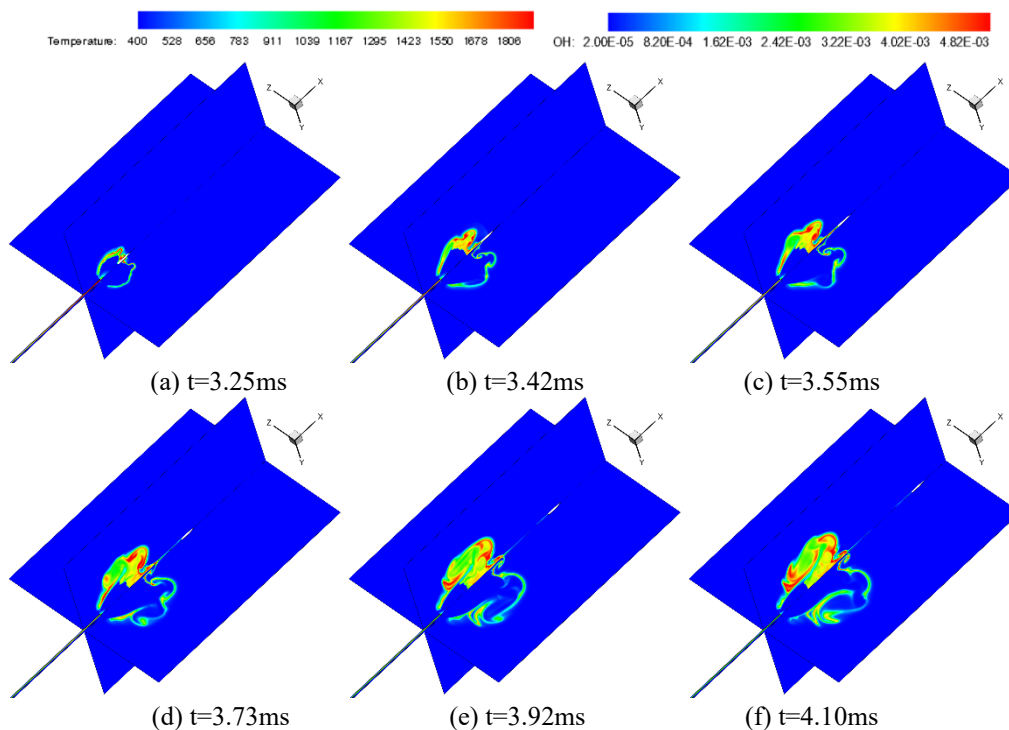 Temperature: 400 528 656 783 911 1039 1167 1295 1423 1550 1678 1806
OH: 2.00E-05 8.20E-04 1.62E-03 2.42E-03 3.22E-03 4.02E-03 4.82E-03
Z X Y Z X Y Z X Y
(a) t=3.25ms (b) t=3.42ms (c) t=3.55ms
Z X Y Z X Y Z X Y
(d) t=3.73ms (e) t=3.92ms (f) t=4.10ms